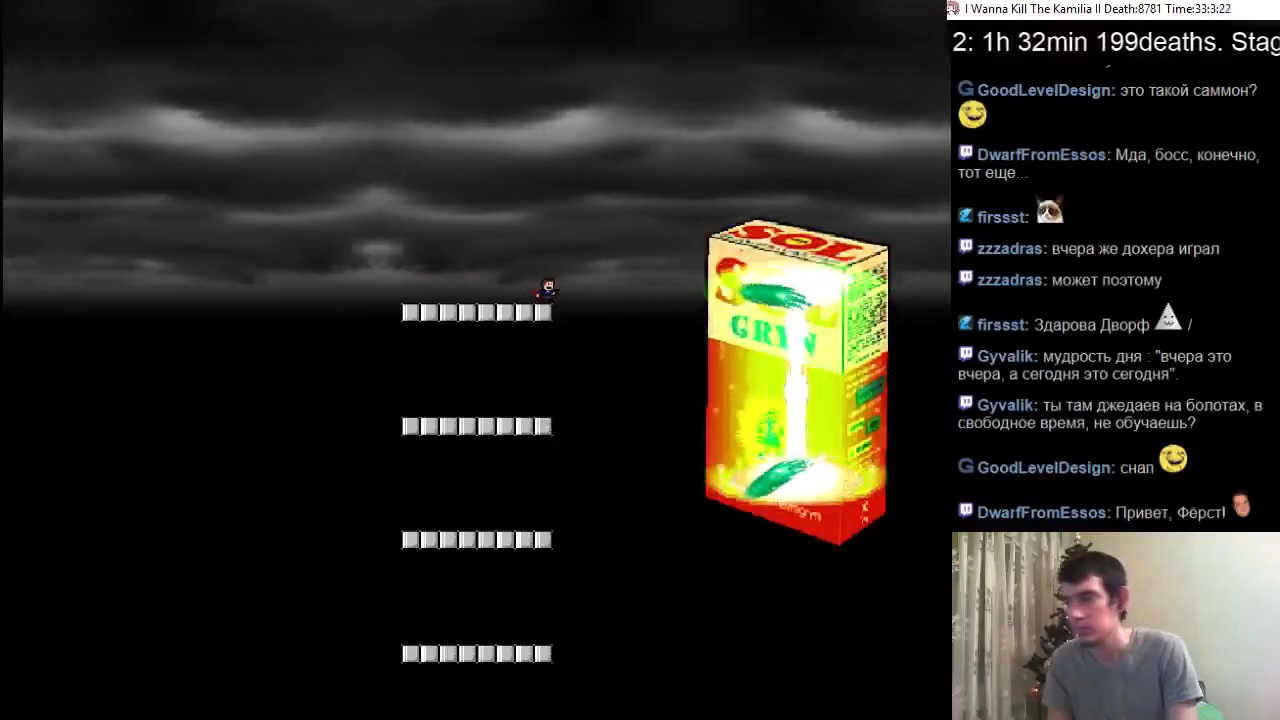 I Wanna Kill The Kamilia II Death:8781 Time:33:3:22
2: 1h 32min 199deaths. Stag
GoodLevelDesign: это такой саммон?
DwarfFromEssos: Мда, босс, конечно,
тот еще...
firssst:
zzzadras: вчера же дохера играл
zzzadras: может поэтому
firssst: Здарова Дворф /
Gyvalik: мудрость дня : "вчера это
вчера, а сегодня это сегодня".
Gyvalik: ты там джедаев на болотах, в
свободное время, не обучаешь?
GoodLevelDesign: снап
DwarfFromEssos: Привет, Фёрст!
SOL
GRYN